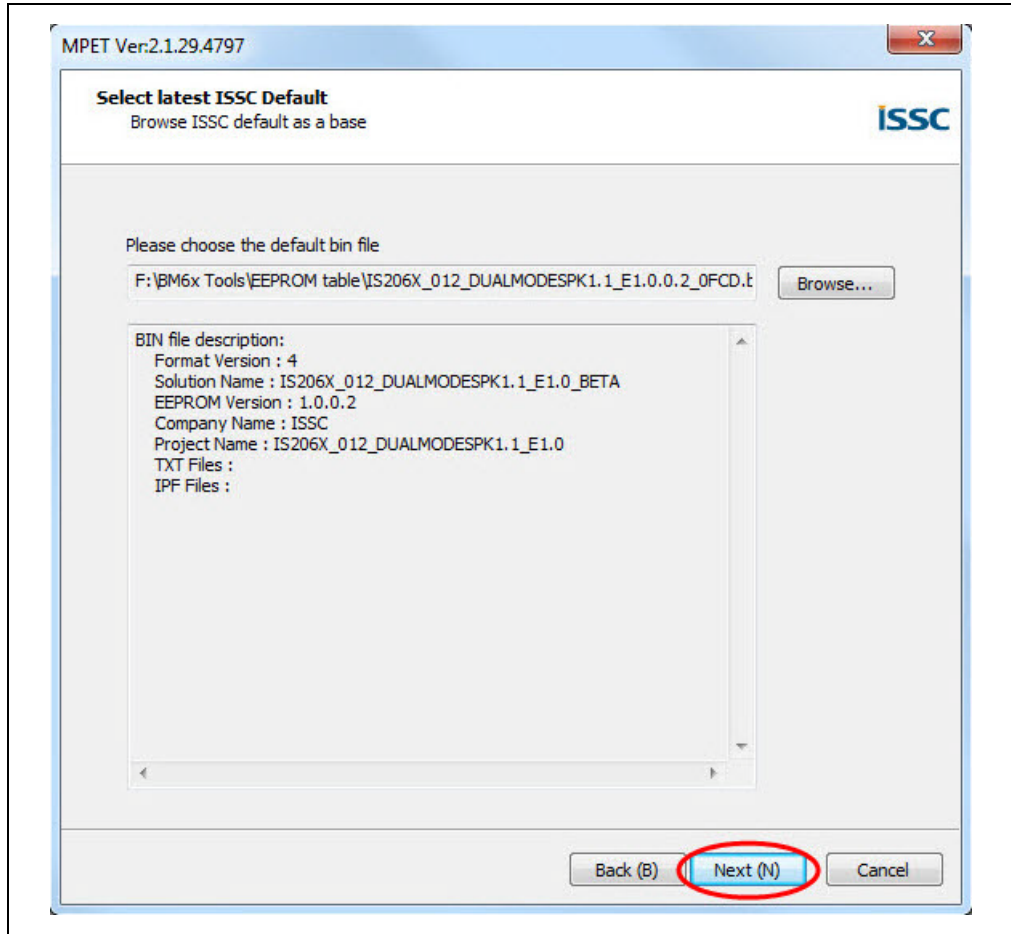 MPET Ver:2.1.29.4797
x
Select latest ISSC Default
Browse ISSC default as a base
issc
Please choose the default bin file
F:\BM6x Tools\EEPROM table\IS206X_012_DUALMODESPK1.1_E1.0.0.2_0FCD.b
Browse...
BIN file description:
Format Version : 4
Solution Name : IS206X_012_DUALMODESPK1.1_E1.0_BETA
EEPROM Version : 1.0.0.2
Company Name : ISSC
Project Name : IS206X_012_DUALMODESPK1.1_E1.0
TXT Files :
IPF Files :
Back (B)
Next (N)
Cancel